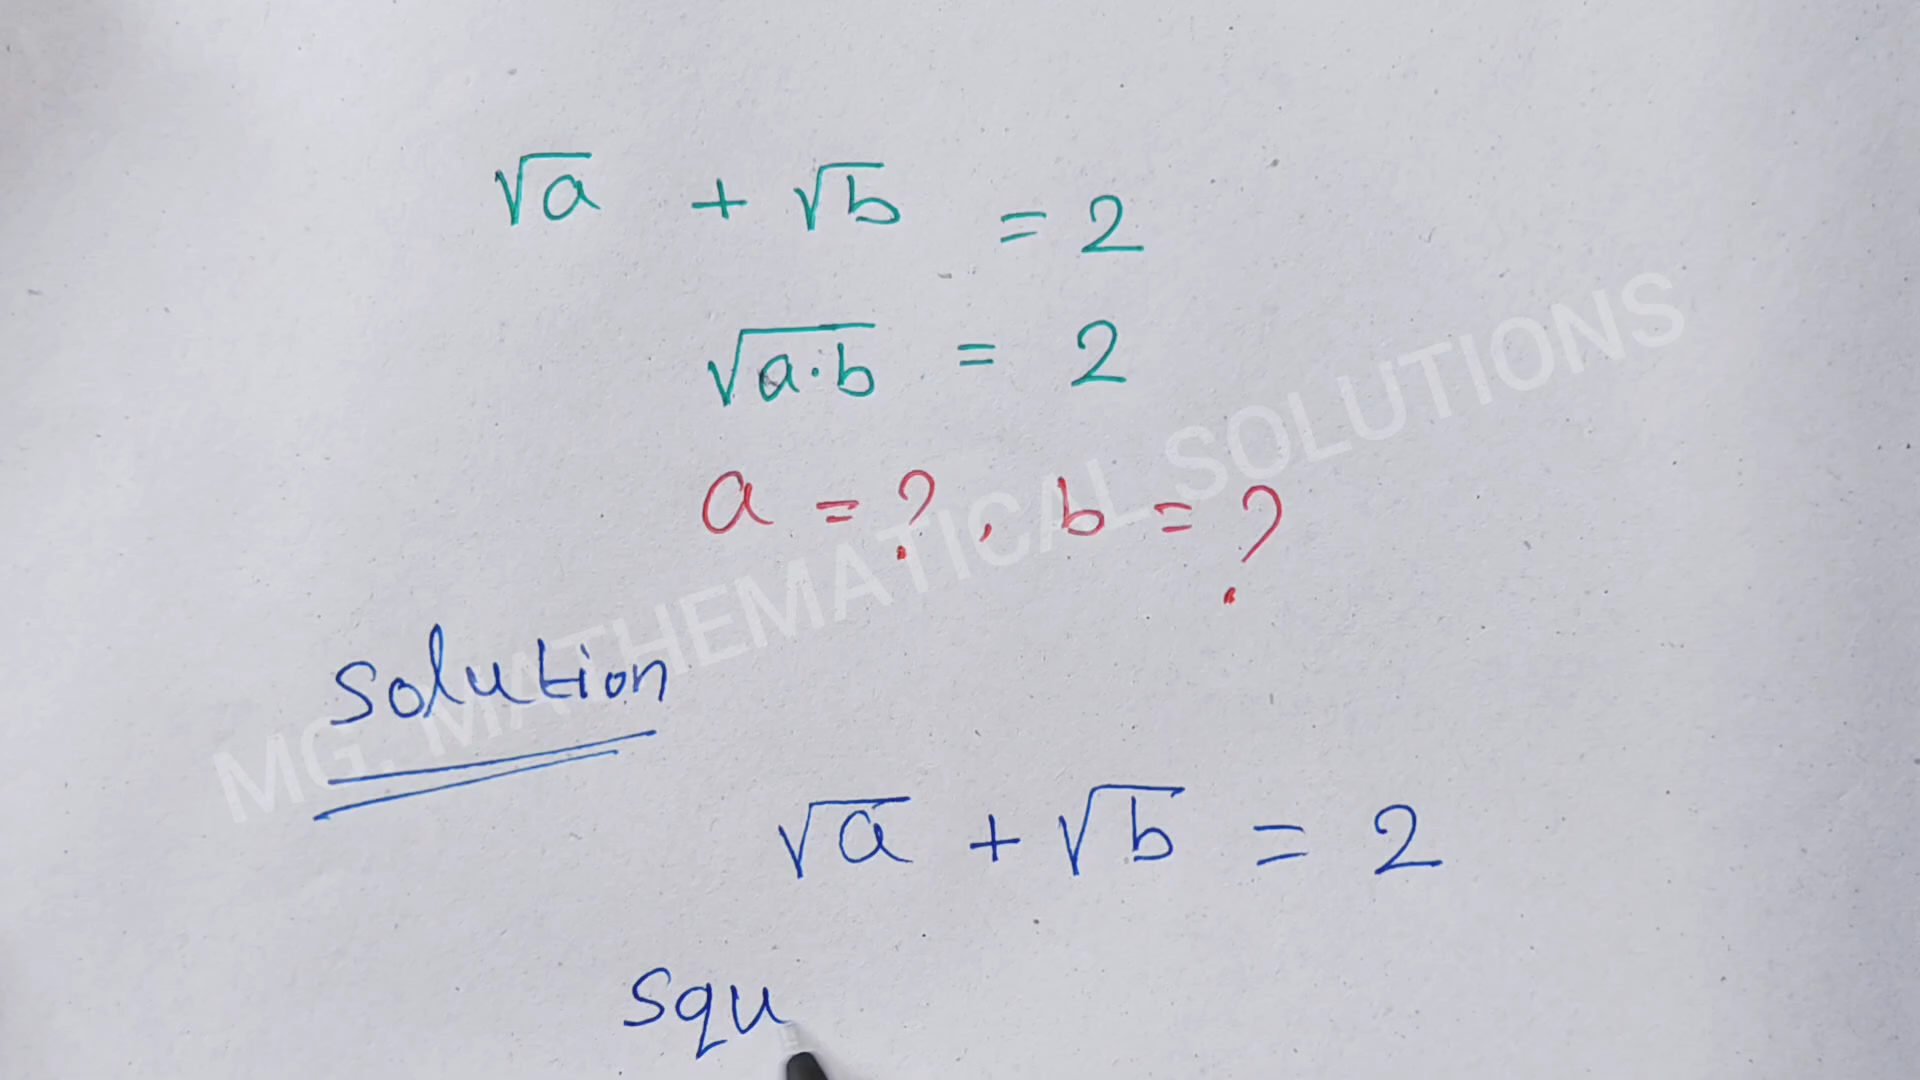 √a + √b = 2
√a·b = 2
a = ?, b = ?
MG. MATHEMATICAL SOLUTIONS
Solution
√a + √b = 2
Squ